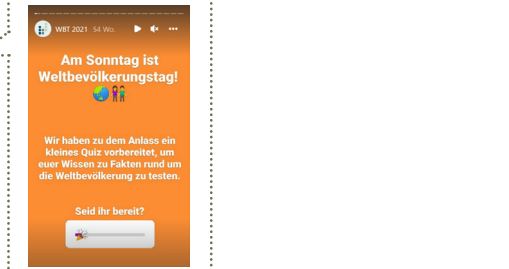 WBT 2021 54 Wo.
Am Sonntag ist
Weltbevölkerungstag!
Wir haben zu dem Anlass ein
kleines Quiz vorbereitet, um
euer Wissen zu Fakten rund um
die Weltbevölkerung zu testen.
Seid ihr bereit?